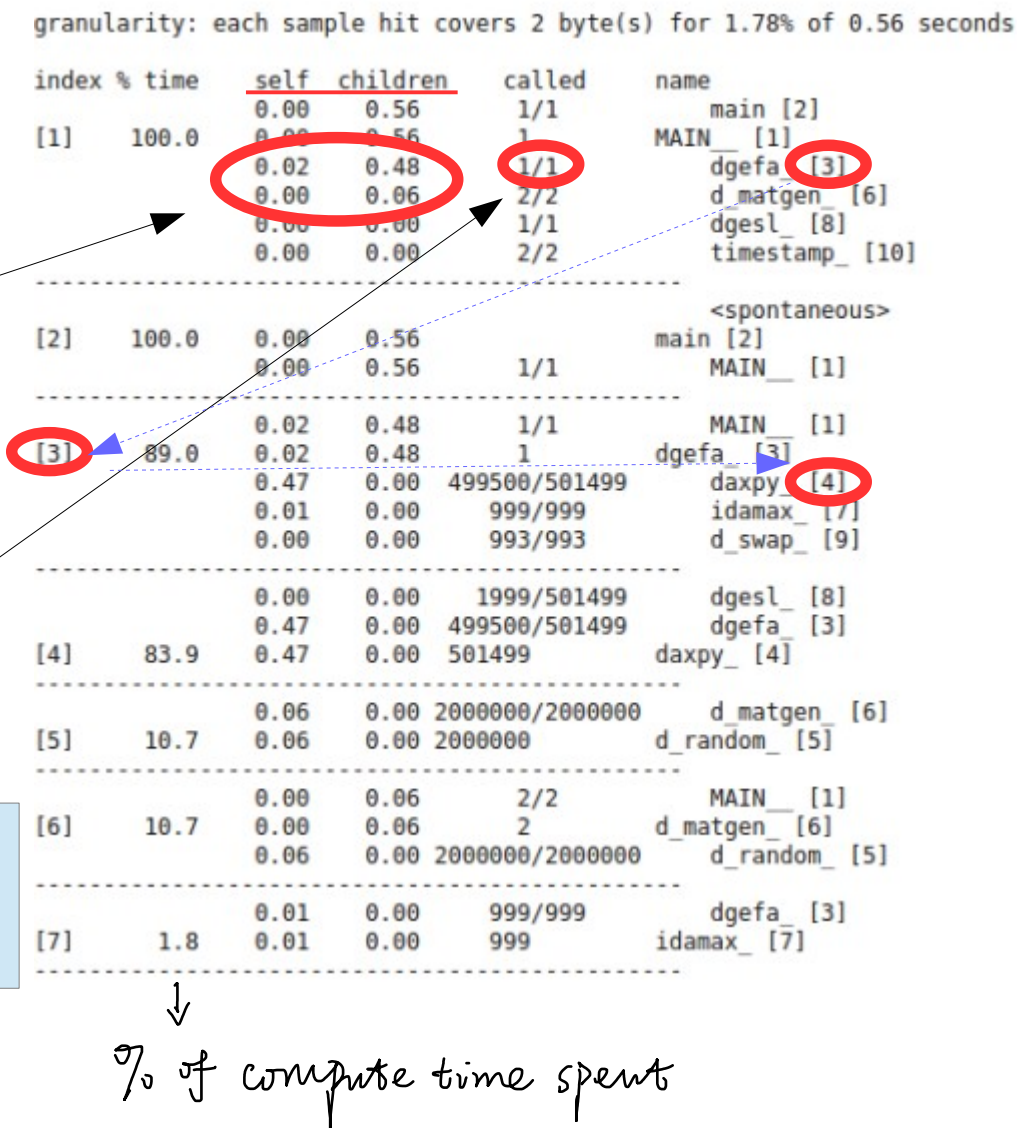 granularity: each sample hit covers 2 byte(s) for 1.78% of 0.56 seconds
index % time self children called name
0.00 0.56 1/1 main [2]
[1] 100.0 0.00 0.56 1 MAIN__ [1]
0.02 0.48 1/1 dgefa_ [3]
0.00 0.06 2/2 d_matgen_ [6]
0.00 0.00 1/1 dgesl_ [8]
0.00 0.00 2/2 timestamp_ [10]
-----------------------------------------------
<spontaneous>
[2] 100.0 0.00 0.56 main [2]
0.00 0.56 1/1 MAIN__ [1]
-----------------------------------------------
0.02 0.48 1/1 MAIN__ [1]
[3] 89.0 0.02 0.48 1 dgefa_ [3]
0.47 0.00 499500/501499 daxpy_ [4]
0.01 0.00 999/999 idamax_ [7]
0.00 0.00 993/993 d_swap_ [9]
-----------------------------------------------
0.00 0.00 1999/501499 dgesl_ [8]
0.47 0.00 499500/501499 dgefa_ [3]
[4] 83.9 0.47 0.00 501499 daxpy_ [4]
-----------------------------------------------
0.06 0.00 2000000/2000000 d_matgen_ [6]
[5] 10.7 0.06 0.00 2000000 d_random_ [5]
-----------------------------------------------
0.00 0.06 2/2 MAIN__ [1]
[6] 10.7 0.00 0.06 2 d_matgen_ [6]
0.06 0.00 2000000/2000000 d_random_ [5]
-----------------------------------------------
0.01 0.00 999/999 dgefa_ [3]
[7] 1.8 0.01 0.00 999 idamax_ [7]
-----------------------------------------------
% of compute time spent